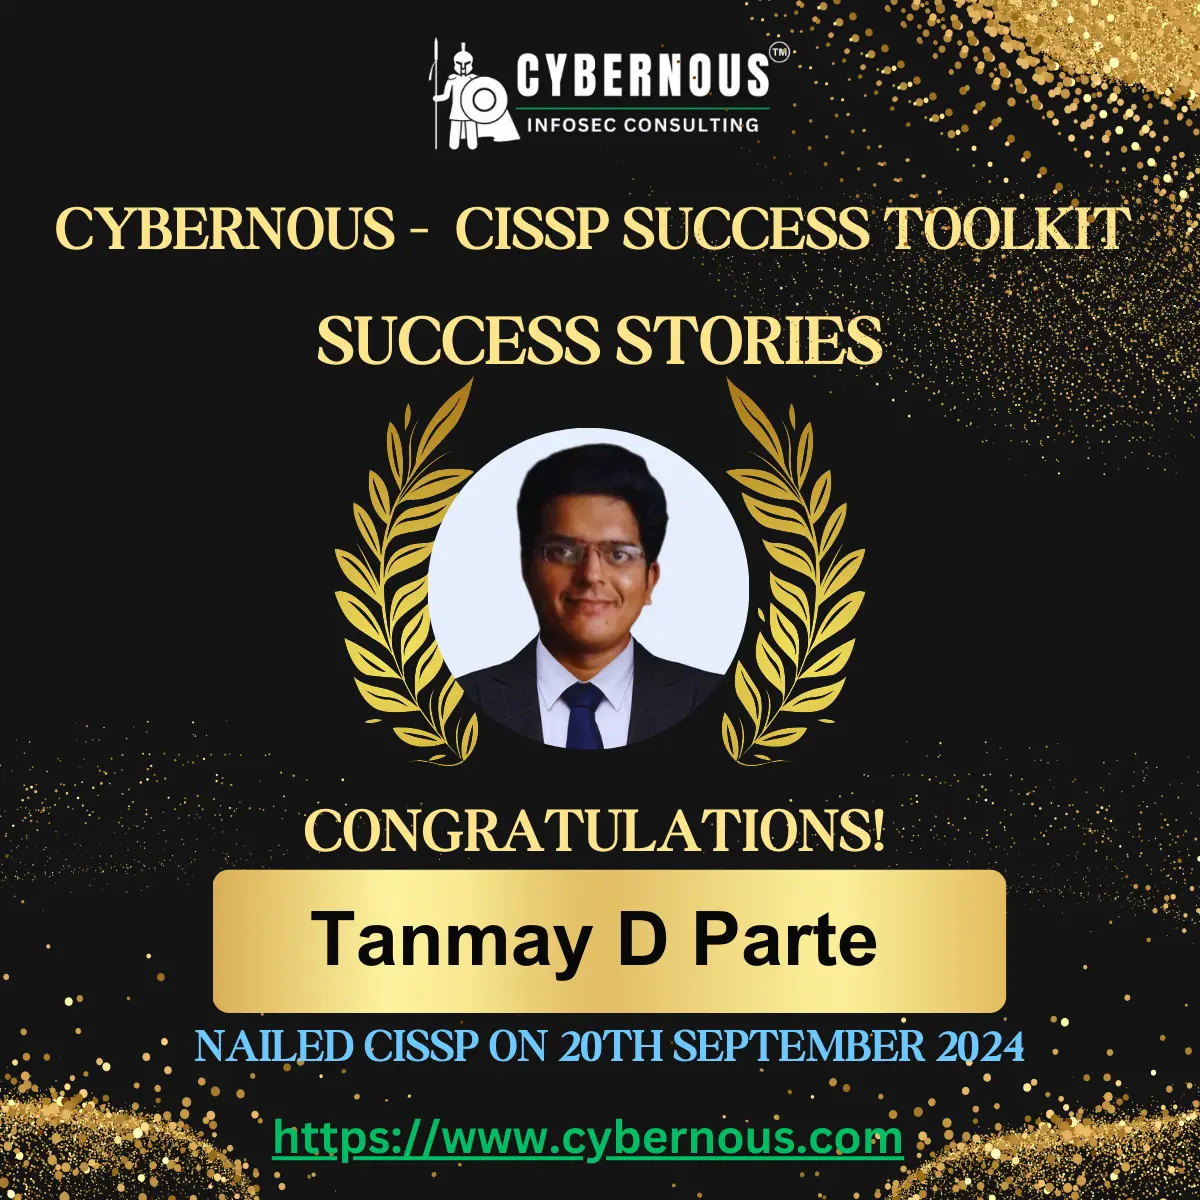 CYBERNOUS™
INFOSEC CONSULTING
CYBERNOUS - CISSP SUCCESS TOOLKIT
SUCCESS STORIES
CONGRATULATIONS!
Tanmay D Parte
NAILED CISSP ON 20TH SEPTEMBER 2024
https://www.cybernous.com